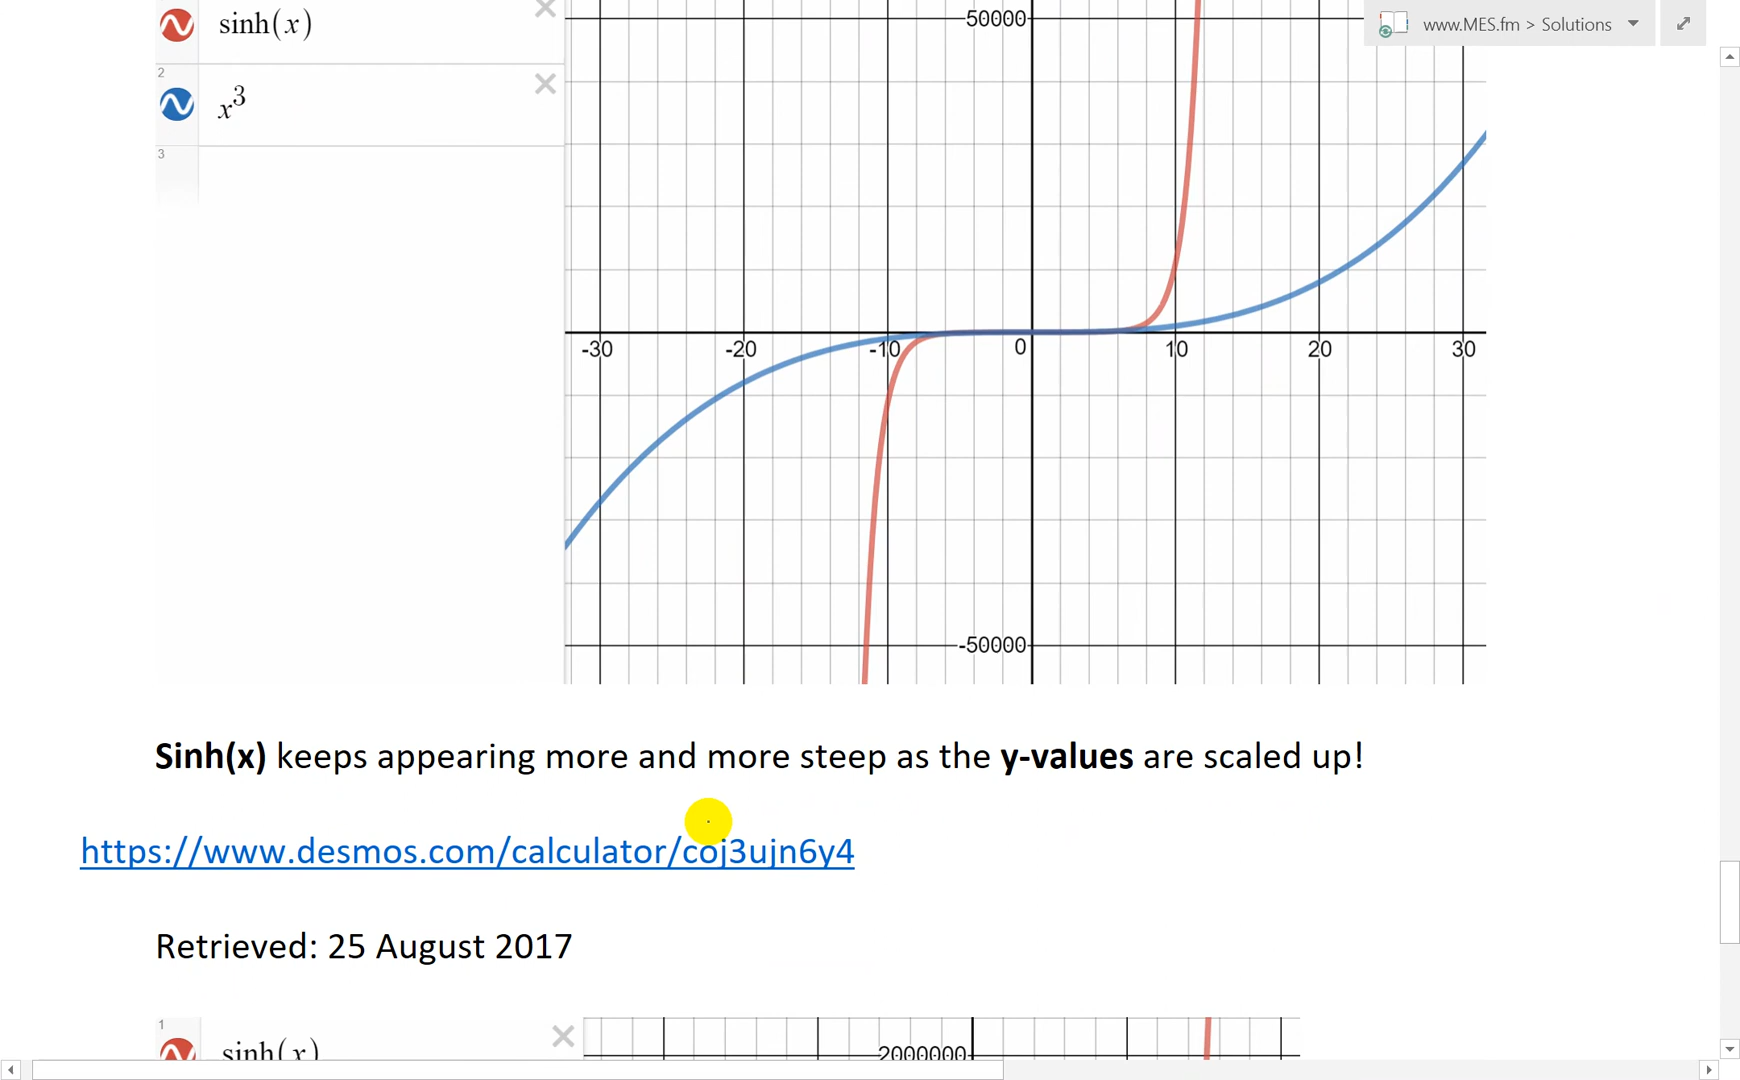 sinh(x)
50000
www.MES.fm > Solutions
2
x³
3
-30
-20
-10
0
10
20
30
-50000
Sinh(x) keeps appearing more and more steep as the y-values are scaled up!
https://www.desmos.com/calculator/coj3ujn6y4
Retrieved: 25 August 2017
1
sinh(x)
2000000